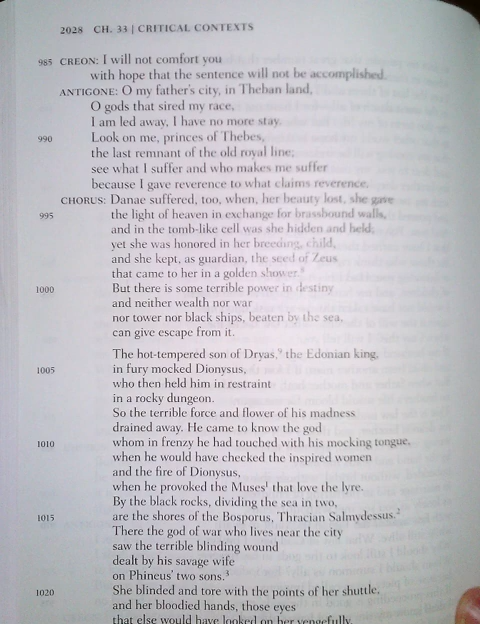 2028 CH. 33 | CRITICAL CONTEXTS
985 CREON: I will not comfort you
with hope that the sentence will not be accomplished.
ANTIGONE: O my father's city, in Theban land,
O gods that sired my race,
I am led away, I have no more stay.
990 Look on me, princes of Thebes,
the last remnant of the old royal line;
see what I suffer and who makes me suffer
because I gave reverence to what claims reverence.
CHORUS: Danae suffered, too, when, her beauty lost, she gave
995 the light of heaven in exchange for brassbound walls,
and in the tomb-like cell was she hidden and held;
yet she was honored in her breeding, child,
and she kept, as guardian, the seed of Zeus
that came to her in a golden shower.⁸
1000 But there is some terrible power in destiny
and neither wealth nor war
nor tower nor black ships, beaten by the sea,
can give escape from it.
The hot-tempered son of Dryas,⁹ the Edonian king,
1005 in fury mocked Dionysus,
who then held him in restraint
in a rocky dungeon.
So the terrible force and flower of his madness
drained away. He came to know the god
1010 whom in frenzy he had touched with his mocking tongue,
when he would have checked the inspired women
and the fire of Dionysus,
when he provoked the Muses¹ that love the lyre.
By the black rocks, dividing the sea in two,
1015 are the shores of the Bosporus, Thracian Salmydessus.²
There the god of war who lives near the city
saw the terrible blinding wound
dealt by his savage wife
on Phineus' two sons.³
1020 She blinded and tore with the points of her shuttle,
and her bloodied hands, those eyes
that else would have looked on her vengefully.